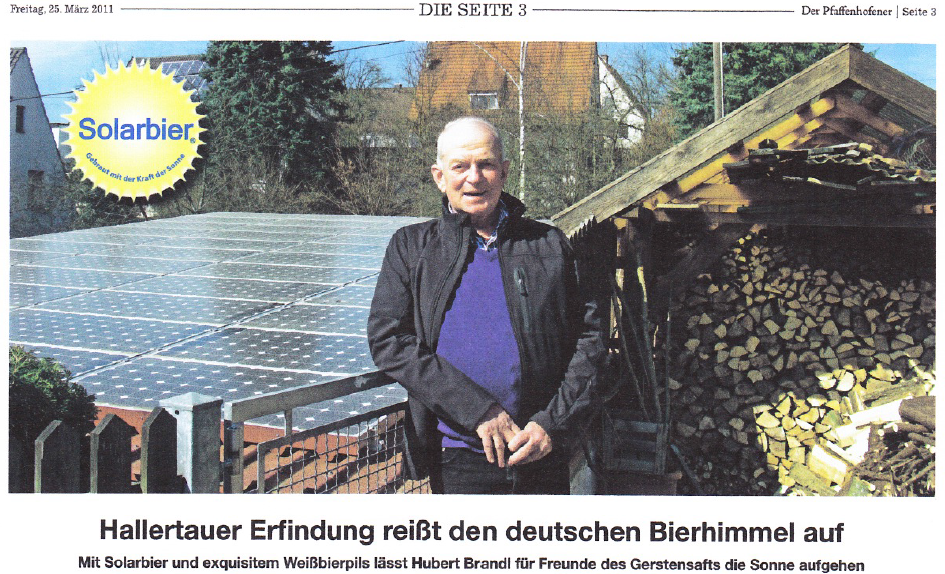 Freitag, 25. März 2011 DIE SEITE 3 Der Pfaffenhofener | Seite 3
Solarbier®
Gebraut mit der Kraft der Sonne
Hallertauer Erfindung reißt den deutschen Bierhimmel auf
Mit Solarbier und exquisitem Weißbierpils lässt Hubert Brandl für Freunde des Gerstensafts die Sonne aufgehen